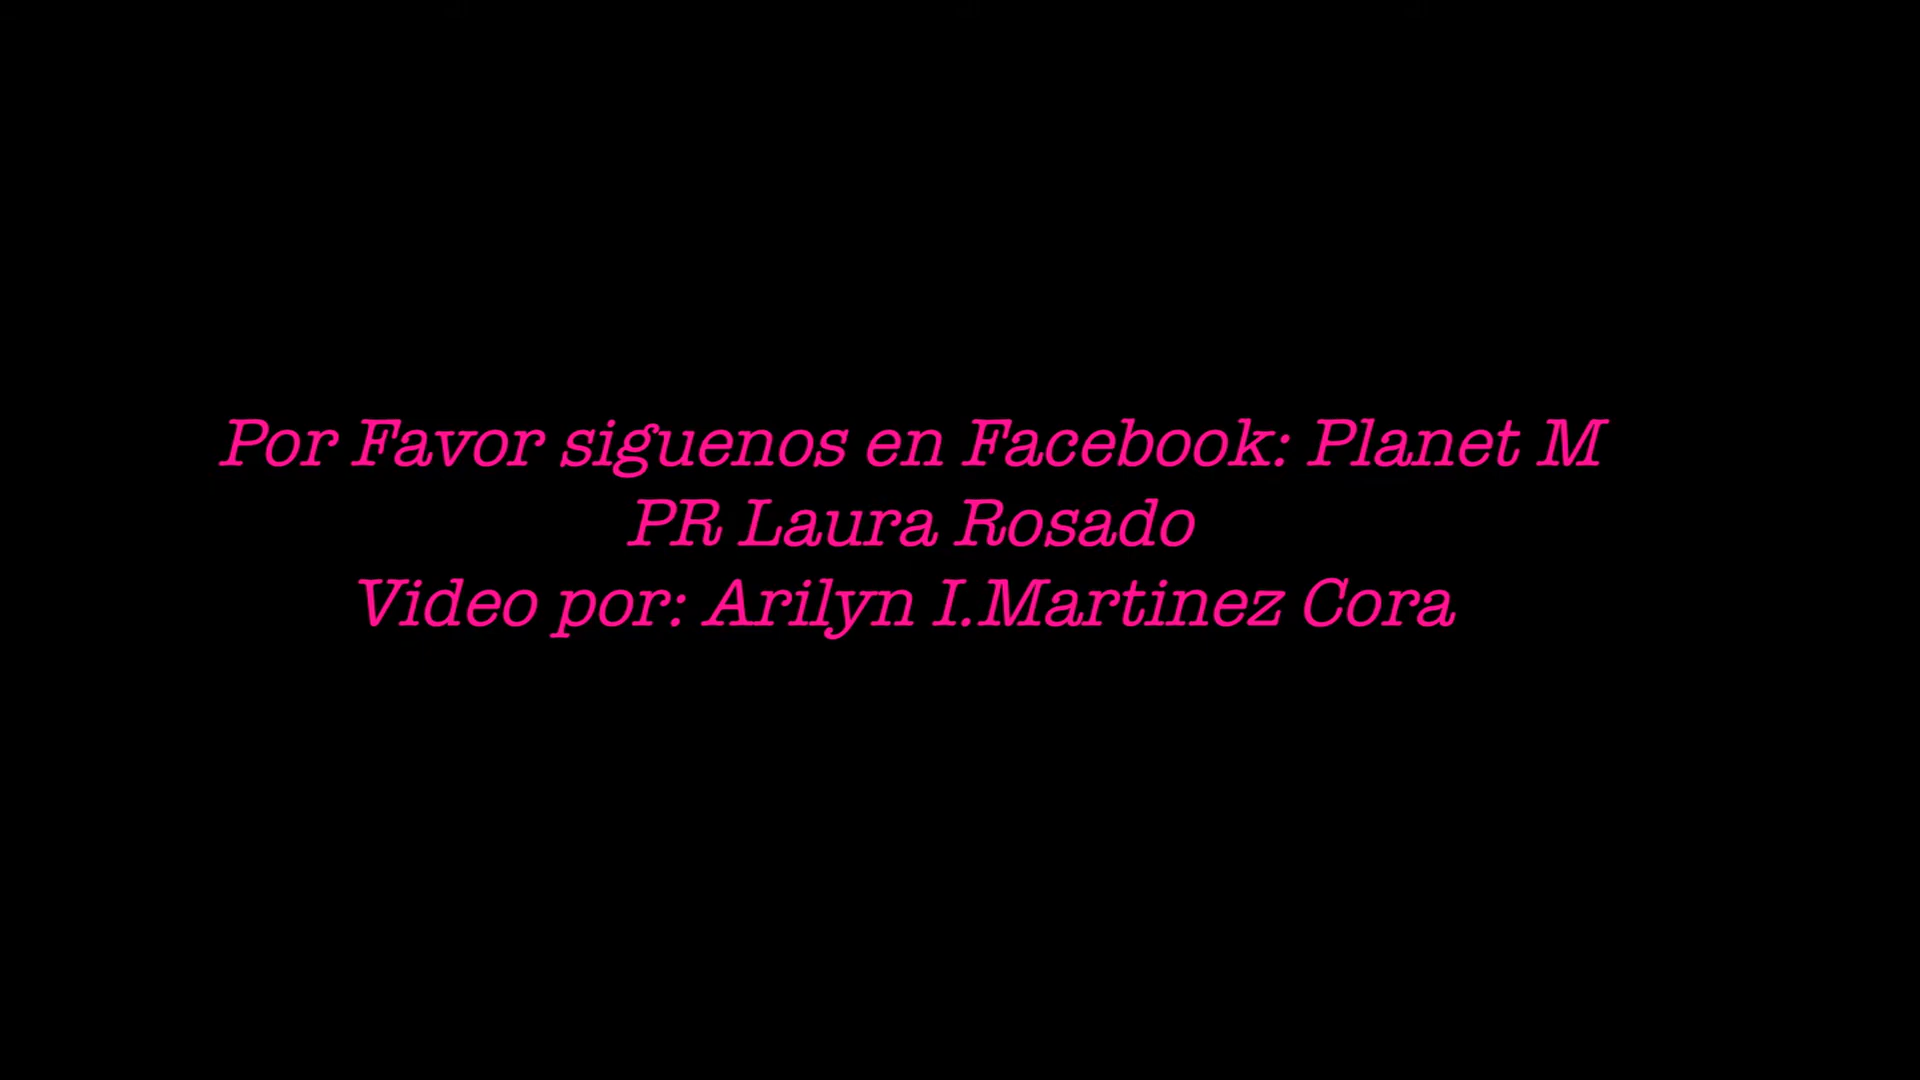 Por Favor siguenos en Facebook: Planet M
PR Laura Rosado
Video por: Arilyn I.Martinez Cora